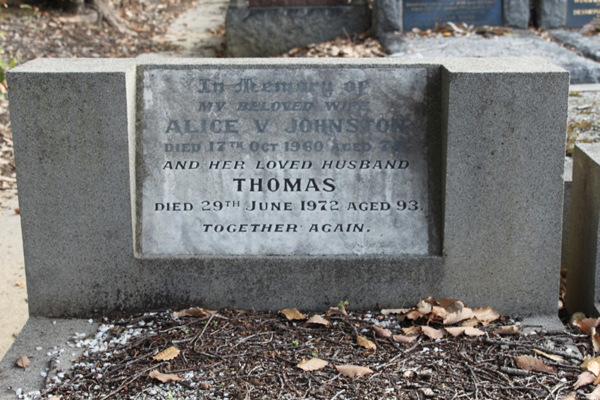 In Memory of
MY BELOVED WIFE
ALICE V JOHNSTON
DIED 17TH OCT 1960 AGED
AND HER LOVED HUSBAND
THOMAS
DIED 29TH JUNE 1972 AGED 93.
TOGETHER AGAIN.